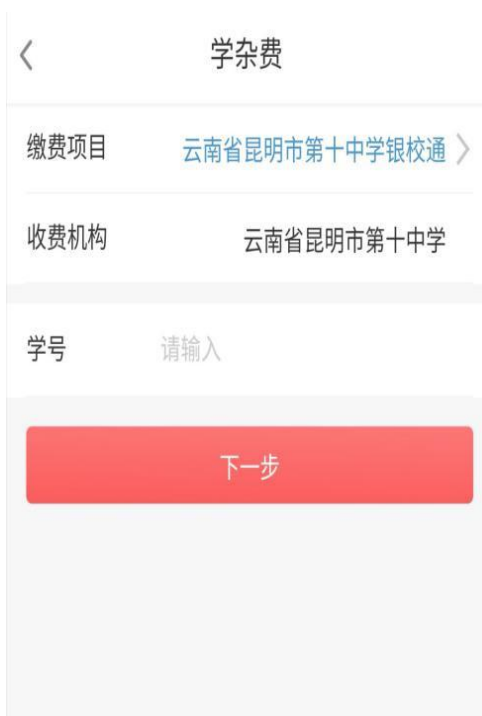 学杂费
缴费项目 云南省昆明市第十中学银校通
收费机构 云南省昆明市第十中学
学号 请输入
下一步